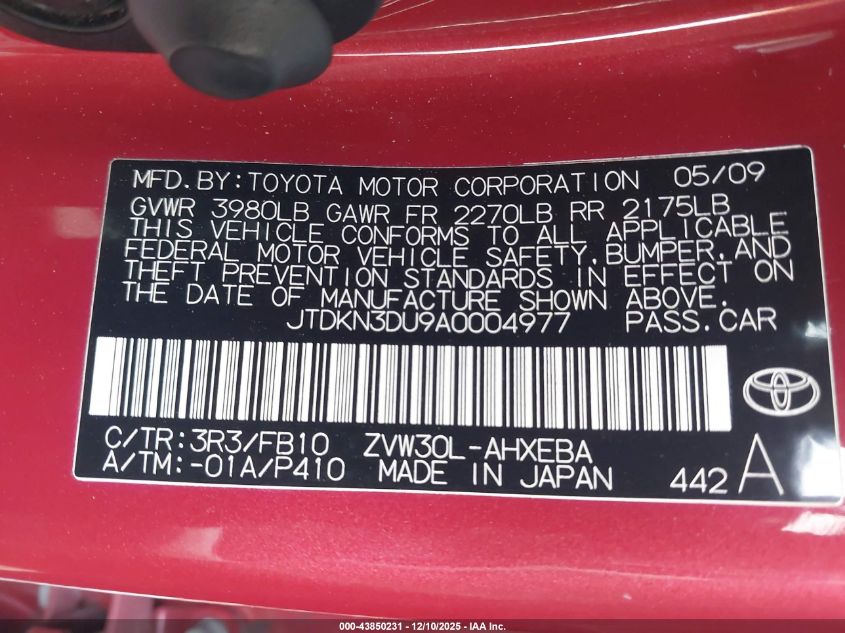 MFD.BY:TOYOTA MOTOR CORPORATION 05/09
GVWR 3980LB GAWR FR 2270LB RR 2175LB
THIS VEHICLE CONFORMS TO ALL APPLICABLE
FEDERAL MOTOR VEHICLE SAFETY,BUMPER,AND
THEFT PREVENTION STANDARDS IN EFFECT ON
THE DATE OF MANUFACTURE SHOWN ABOVE.
JTDKN3DU9A0004977 PASS.CAR
C/TR:3R3/FB10 ZVW30L-AHXEBA
A/TM:-01A/P410 MADE IN JAPAN 442 A
000-43850231 - 12/10/2025 - IAA Inc.